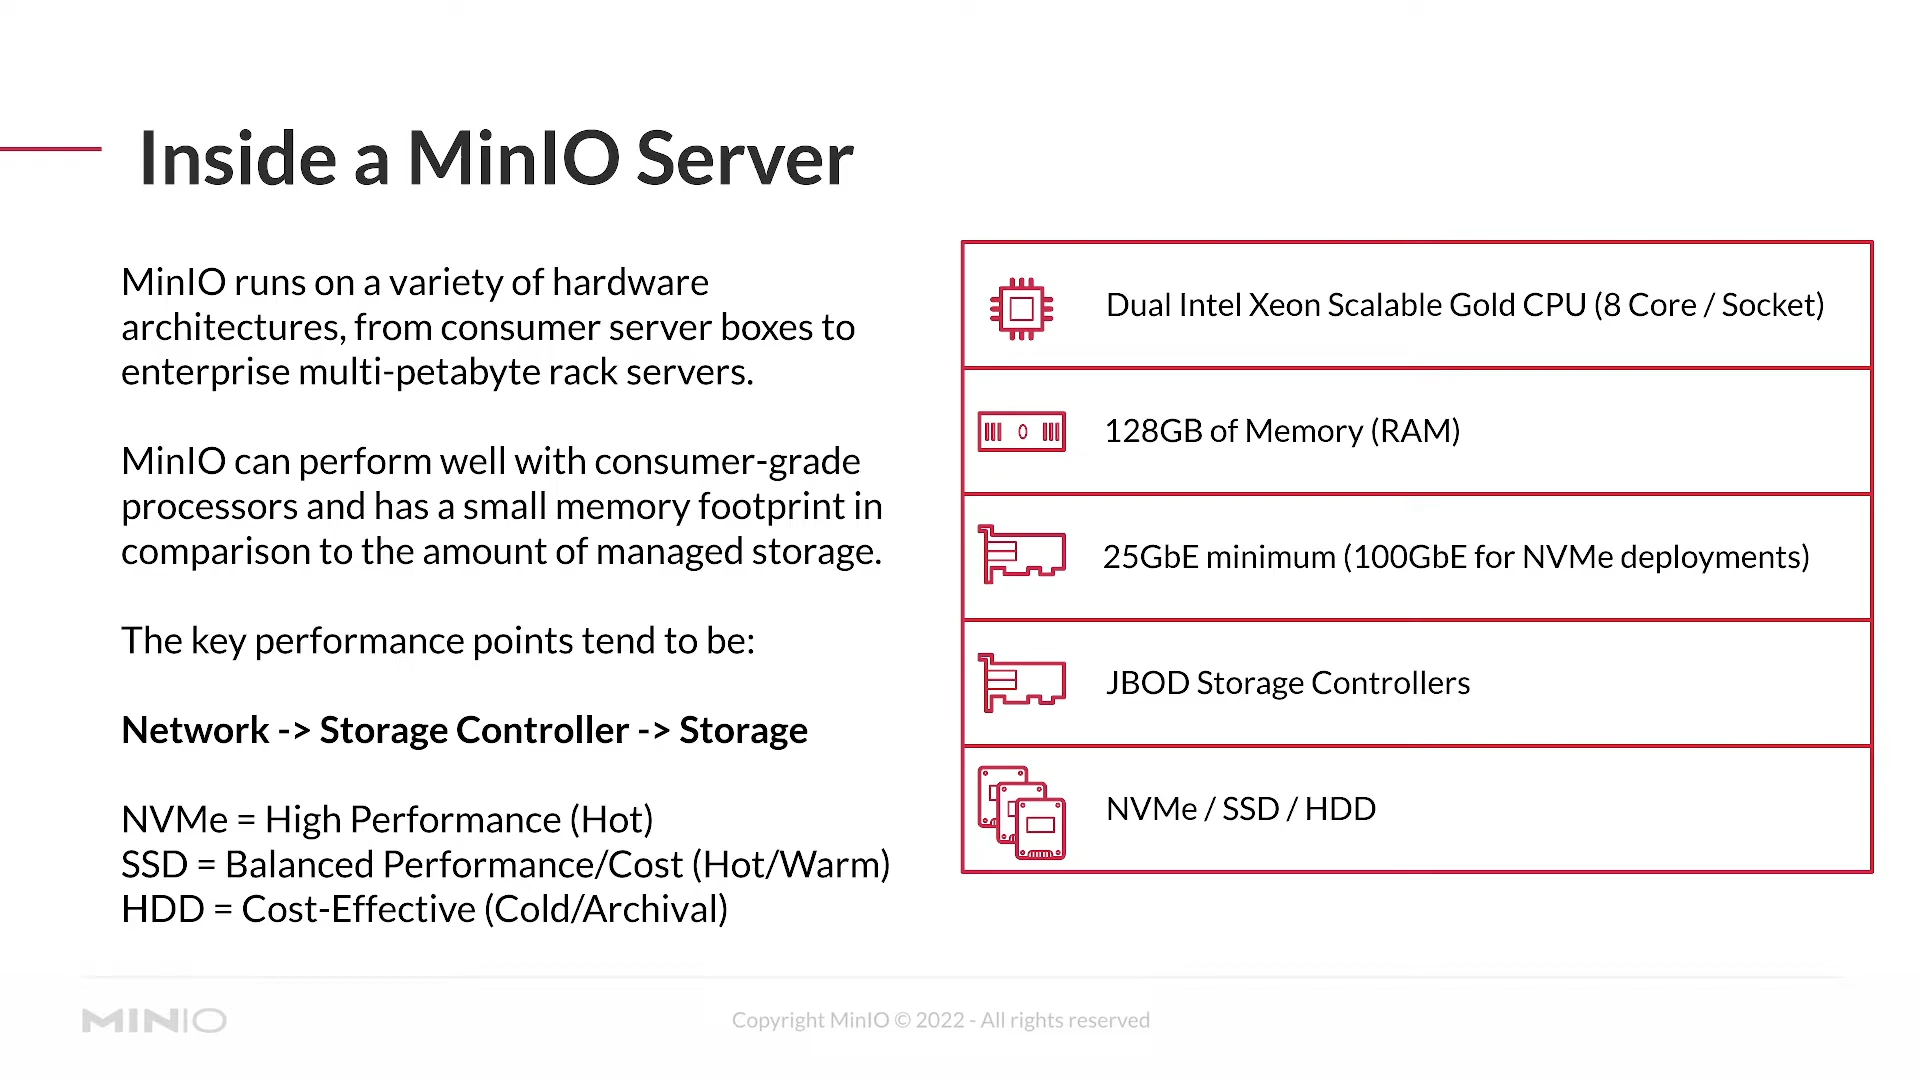 Inside a MinIO Server
MinIO runs on a variety of hardware
architectures, from consumer server boxes to
enterprise multi-petabyte rack servers.
MinIO can perform well with consumer-grade
processors and has a small memory footprint in
comparison to the amount of managed storage.
The key performance points tend to be:
Network -> Storage Controller -> Storage
NVMe = High Performance (Hot)
SSD = Balanced Performance/Cost (Hot/Warm)
HDD = Cost-Effective (Cold/Archival)
Dual Intel Xeon Scalable Gold CPU (8 Core / Socket)
128GB of Memory (RAM)
25GbE minimum (100GbE for NVMe deployments)
JBOD Storage Controllers
NVMe / SSD / HDD
MINIO
Copyright MinIO © 2022 - All rights reserved